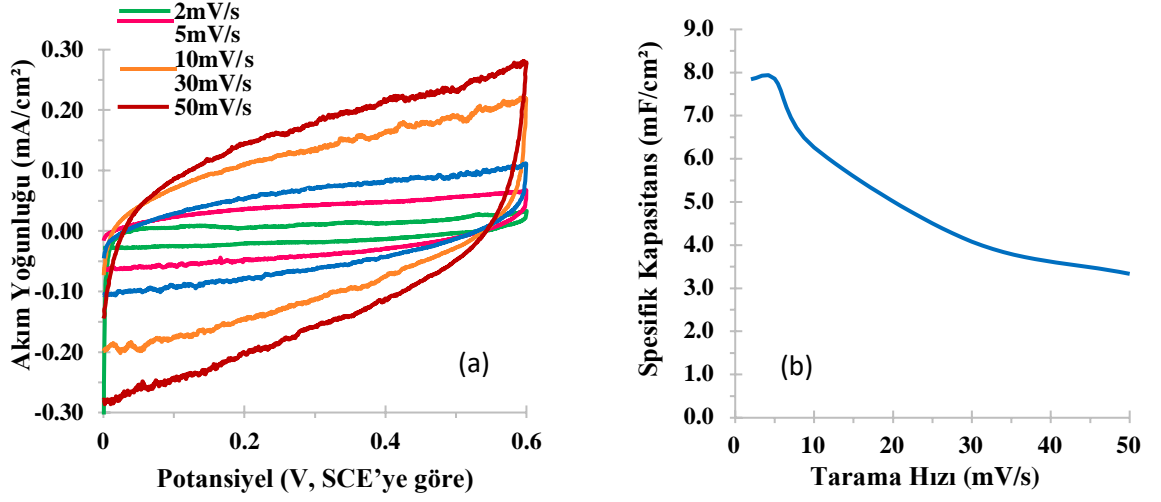 2mV/s
5mV/s
10mV/s
30mV/s
50mV/s
Akım Yoğunluğu (mA/cm²)
0.30
0.20
0.10
0.00
-0.10
-0.20
-0.30
(a)
0
0.2
0.4
0.6
Potansiyel (V, SCE'ye göre)
Spesifik Kapasitans (mF/cm²)
9.0
8.0
7.0
6.0
5.0
4.0
3.0
2.0
1.0
0.0
(b)
0
10
20
30
40
50
Tarama Hızı (mV/s)